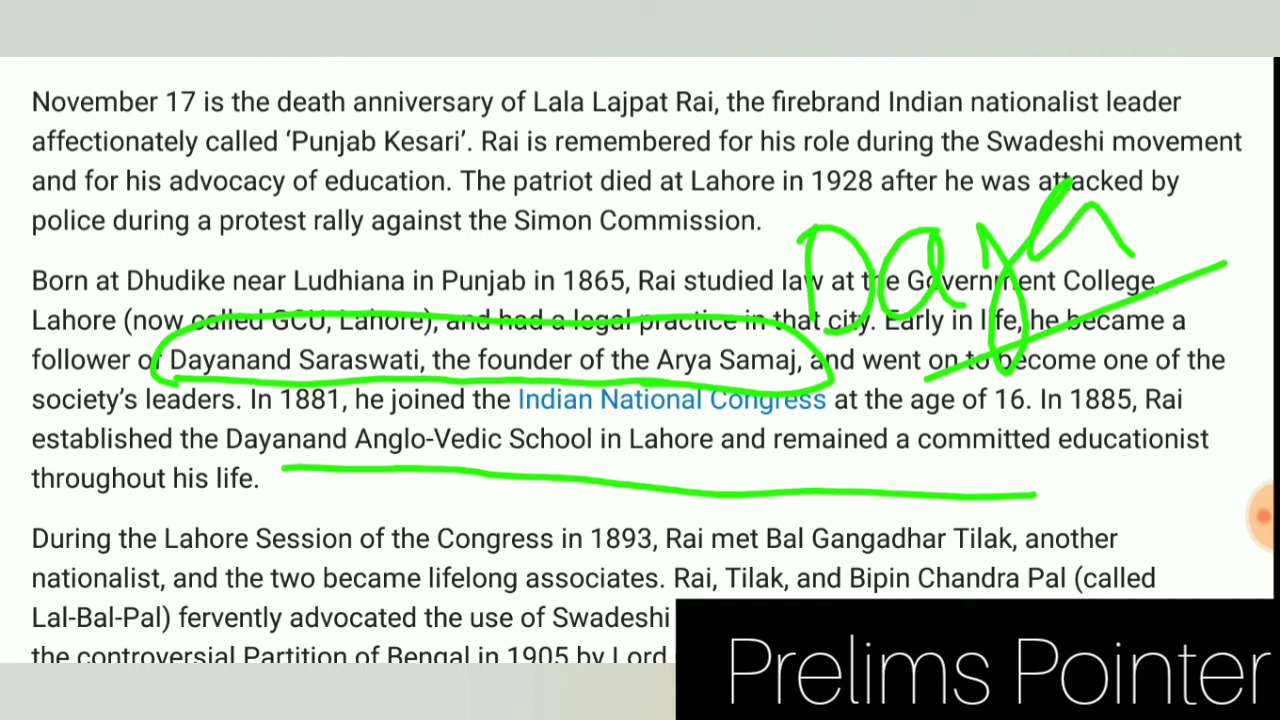 November 17 is the death anniversary of Lala Lajpat Rai, the firebrand Indian nationalist leader
affectionately called ‘Punjab Kesari’. Rai is remembered for his role during the Swadeshi movement
and for his advocacy of education. The patriot died at Lahore in 1928 after he was attacked by
police during a protest rally against the Simon Commission.
Daya
Born at Dhudike near Ludhiana in Punjab in 1865, Rai studied law at the Government College,
Lahore (now called GCU, Lahore), and had a legal practice in that city. Early in life, he became a
follower of Dayanand Saraswati, the founder of the Arya Samaj, and went on to become one of the
society’s leaders. In 1881, he joined the Indian National Congress at the age of 16. In 1885, Rai
established the Dayanand Anglo-Vedic School in Lahore and remained a committed educationist
throughout his life.
During the Lahore Session of the Congress in 1893, Rai met Bal Gangadhar Tilak, another
nationalist, and the two became lifelong associates. Rai, Tilak, and Bipin Chandra Pal (called
Lal-Bal-Pal) fervently advocated the use of Swadeshi
the controversial Partition of Bengal in 1905 by Lord
Prelims Pointer